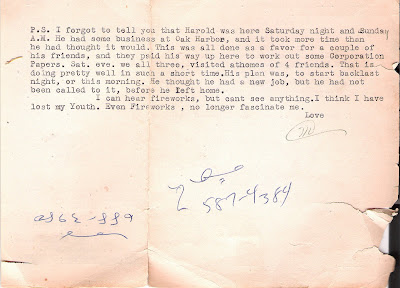 P.S. I forgot to tell you that Harold was here Saturday night and Sunday
A.M. He had some business at Oak Harbor, and it took more time than
he had thought it would. This was all done as a favor for a couple of
his friends, and they paid his way up here to work out some Corporation
Papers. Sat. eve. we all three, visited athomes of 4 friends. That is
doing pretty well in such a short time.His plan was, to start backlast
night, or this morning. He thought he had a new job, but he had not
been called to it, before he left home.
I can hear fireworks, but cant see anything.I think I have
lost my Youth. Even Fireworks , no longer fascinate me.
Love
587-4384